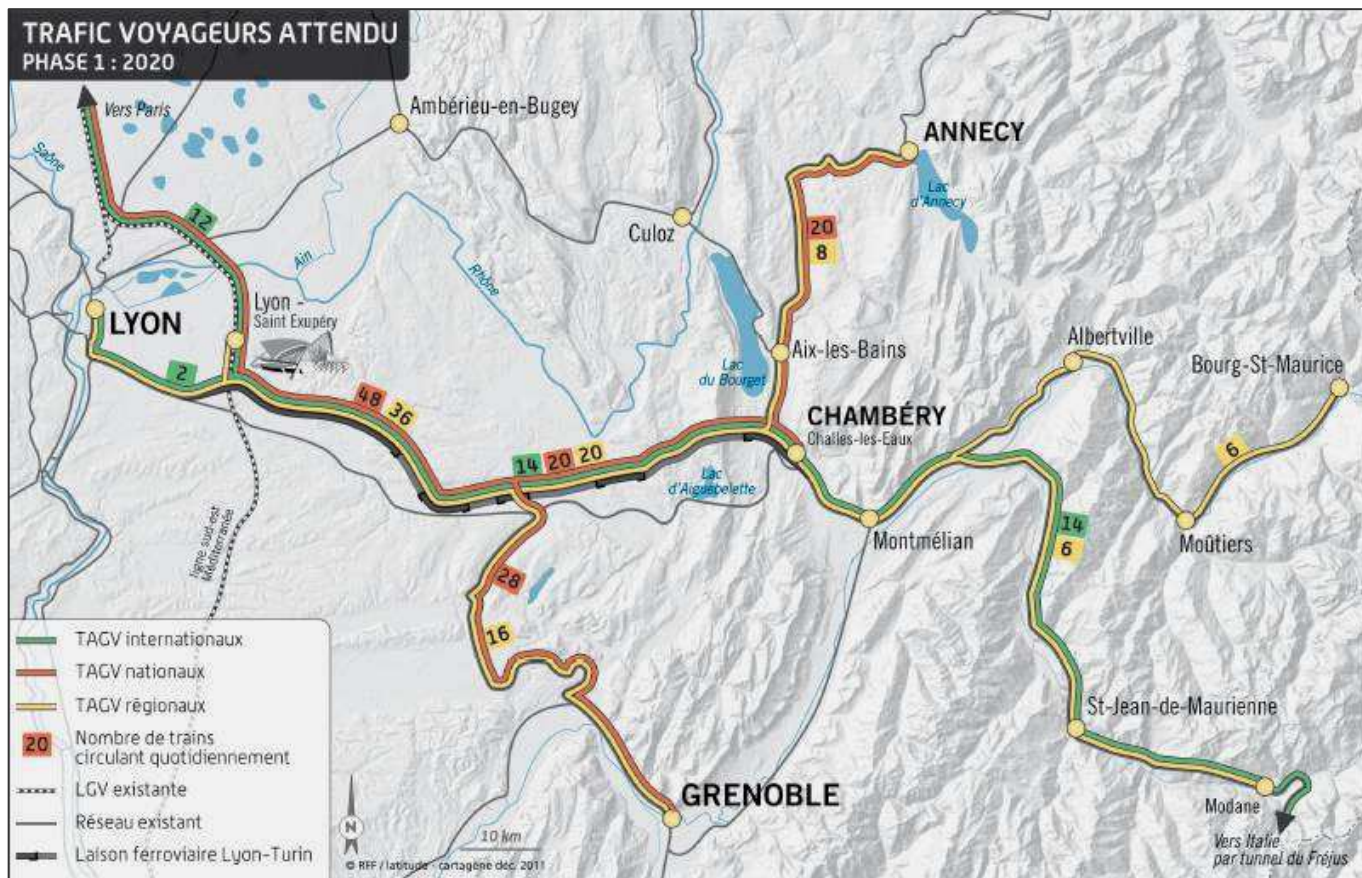 TRAFIC VOYAGEURS ATTENDU
PHASE 1 : 2020
Vers Paris
Saône
Ambérieu-en-Bugey
ANNECY
Lac
d'Annecy
12
Ain
Culoz
Rhône
20
8
LYON
Lyon -
Saint Exupéry
Lac
du Bourget
Aix-les-Bains
Albertville
Bourg-St-Maurice
2
48
36
CHAMBÉRY
Challes-les-Eaux
14
20
20
Lac
d'Aiguebelette
6
Montmélian
Moûtiers
14
6
ligne sud-est
Méditerranée
28
16
TAGV internationaux
TAGV nationaux
TAGV régionaux
20
Nombre de trains
circulant quotidiennement
LGV existante
Réseau existant
Laison ferroviaire Lyon-Turin
St-Jean-de-Maurienne
GRENOBLE
Modane
Vers Italie
par tunnel du Fréjus
N
10 km
© RFF / latitude - cartagène déc. 2011